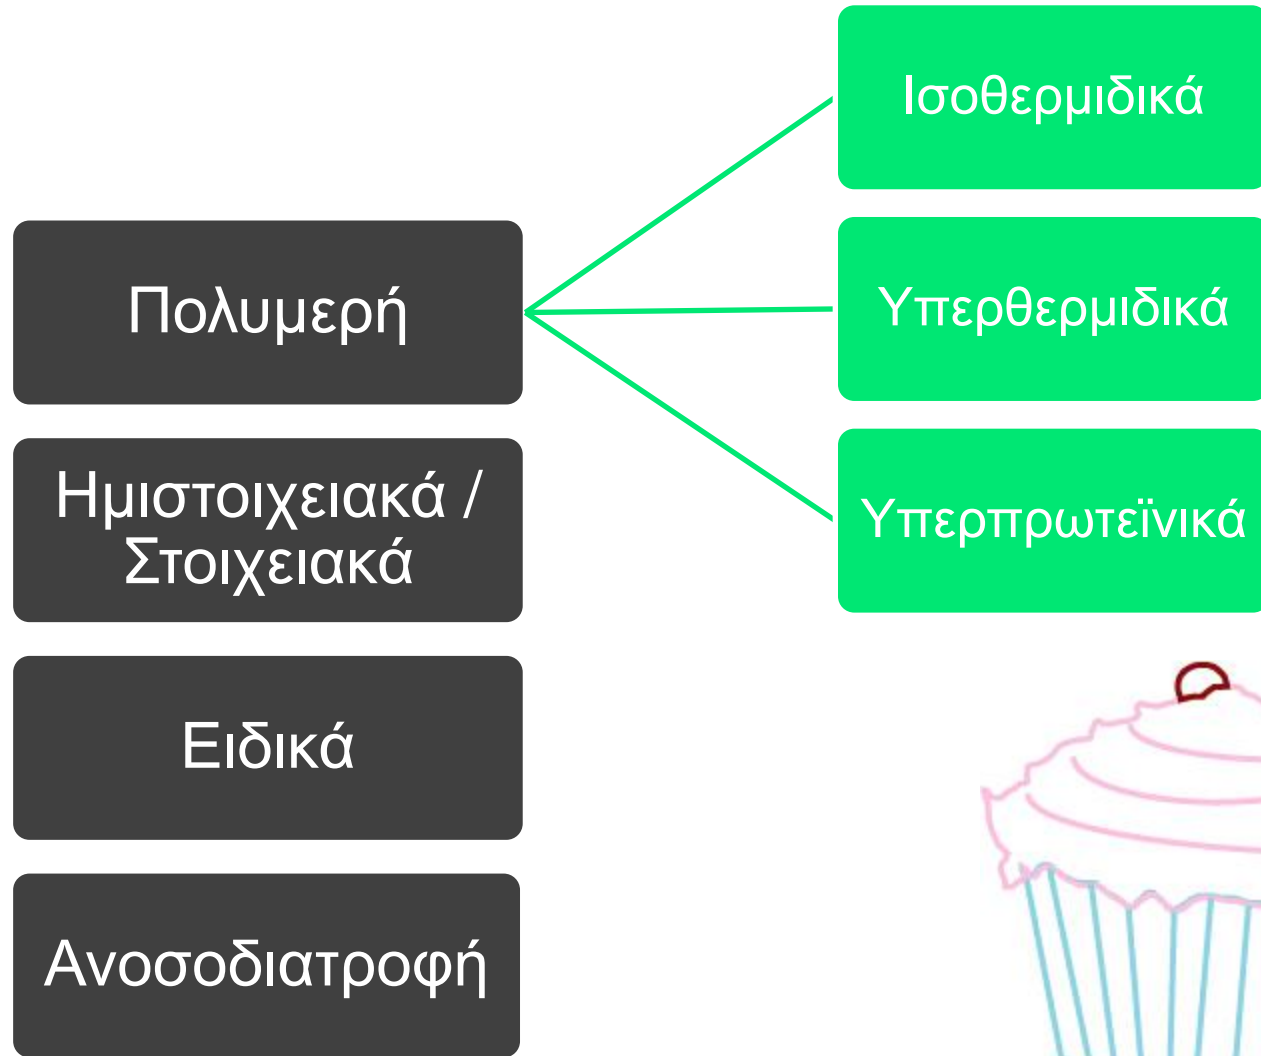 Πολυμερή
Ημιστοιχειακά /
Στοιχειακά
Ειδικά
Ανοσοδιατροφή
Ισοθερμιδικά
Υπερθερμιδικά
Υπερπρωτεϊνικά